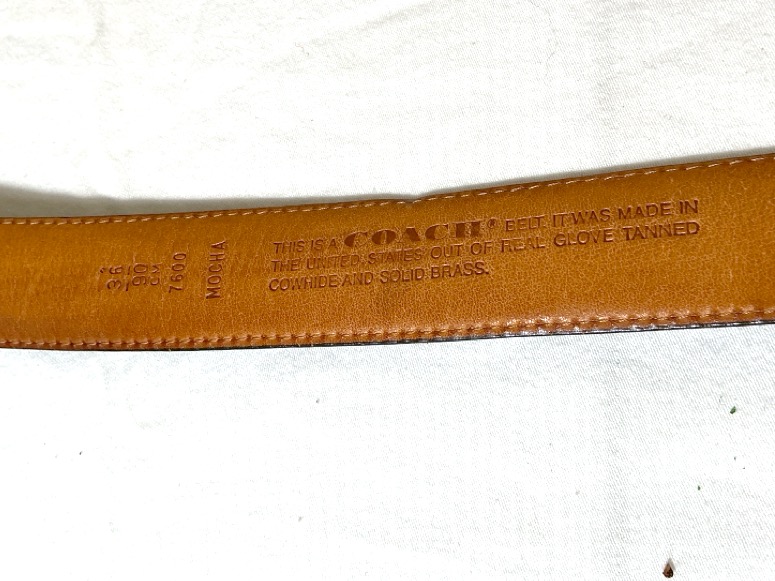 36"
90
CM
7600
MOCHA
THIS IS A COACH® BELT. IT WAS MADE IN
THE UNITED STATES OUT OF REAL GLOVE TANNED
COWHIDE AND SOLID BRASS.